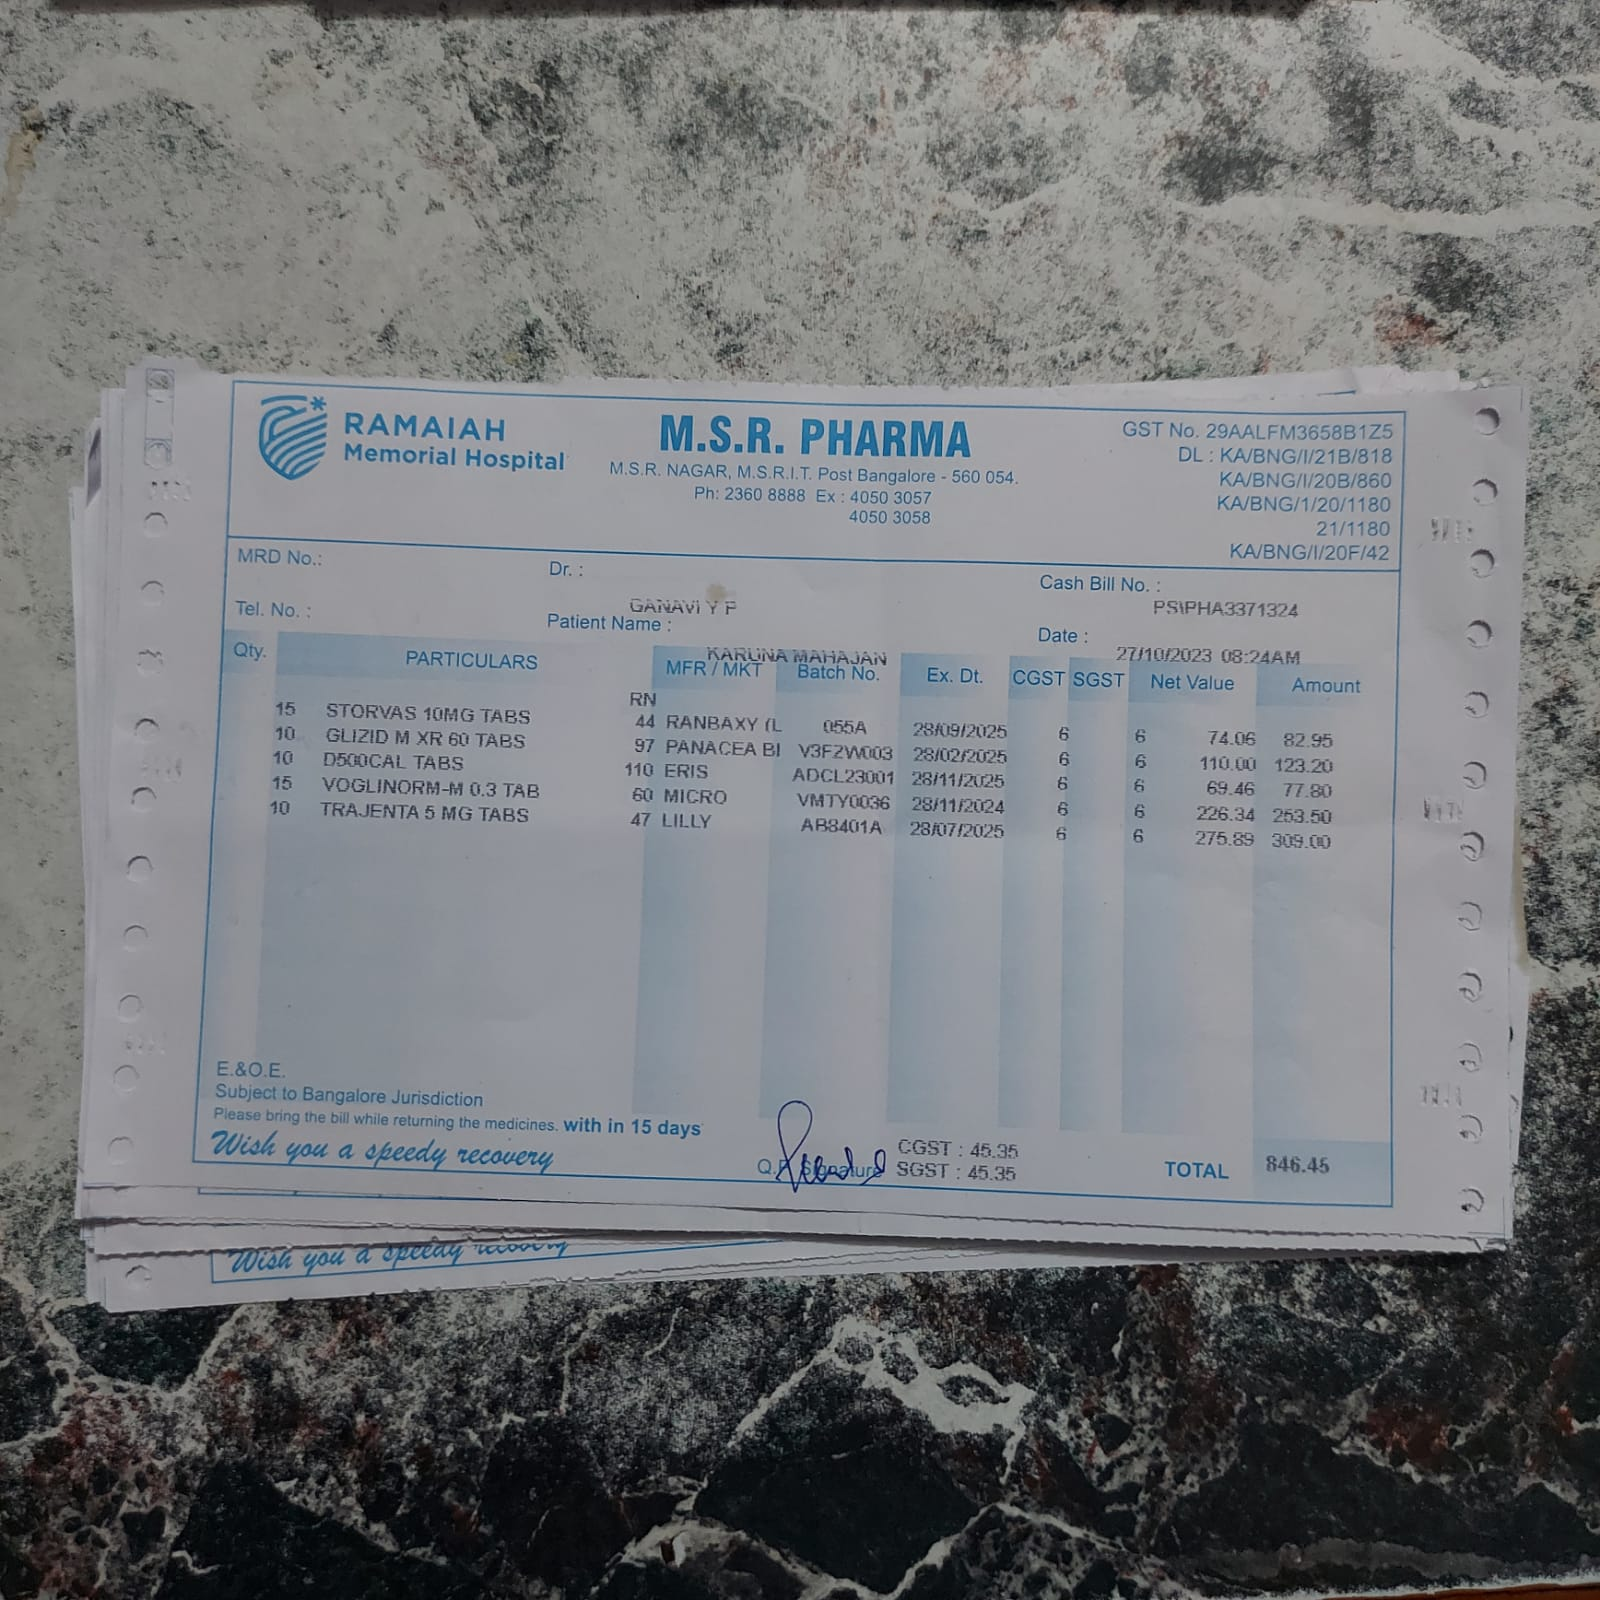 RAMAIAH
Memorial Hospital
M.S.R. PHARMA
M.S.R. NAGAR, M.S.R.I.T. Post Bangalore - 560 054.
Ph: 2360 8888 Ex : 4050 3057
4050 3058
GST No. 29AALFM3658B1Z5
DL : KA/BNG/I/21B/818
KA/BNG/I/20B/860
KA/BNG/1/20/1180
21/1180
KA/BNG/I/20F/42
MRD No.:
Dr. :
GANAVI Y P
Cash Bill No. :
PS\PHA3371324
Tel. No. :
Patient Name :
KARUNA MAHAJAN
Date :
27/10/2023 08:24AM
Qty. PARTICULARS MFR / MKT Batch No. Ex. Dt. CGST SGST Net Value Amount
RN
15 STORVAS 10MG TABS 44 RANBAXY (L 055A 28/09/2025 6 6 74.06 82.95
10 GLIZID M XR 60 TABS 97 PANACEA BI V3FZW003 28/02/2025 6 6 110.00 123.20
10 D500CAL TABS 110 ERIS ADCL23001 28/11/2025 6 6 69.46 77.80
15 VOGLINORM-M 0.3 TAB 60 MICRO VMTY0036 28/11/2024 6 6 226.34 253.50
10 TRAJENTA 5 MG TABS 47 LILLY AB8401A 28/07/2025 6 6 275.89 309.00
E.&O.E.
Subject to Bangalore Jurisdiction
Please bring the bill while returning the medicines. with in 15 days
Wish you a speedy recovery
Signature
CGST : 45.35
SGST : 45.35
TOTAL 846.45
Wish you a speedy recovery